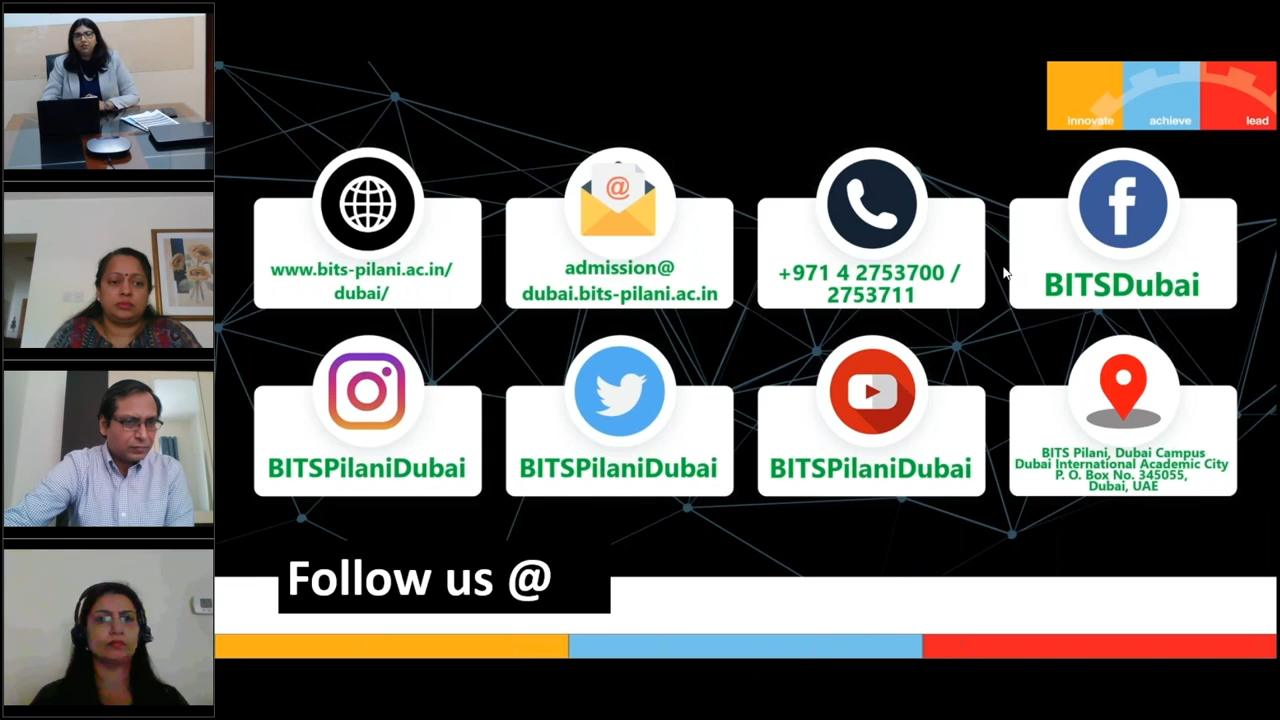 innovate achieve lead
www.bits-pilani.ac.in/
dubai/
admission@
dubai.bits-pilani.ac.in
+971 4 2753700 /
2753711
BITSDubai
BITSPilaniDubai
BITSPilaniDubai
BITSPilaniDubai
BITS Pilani, Dubai Campus
Dubai International Academic City
P. O. Box No. 345055,
Dubai, UAE
Follow us @